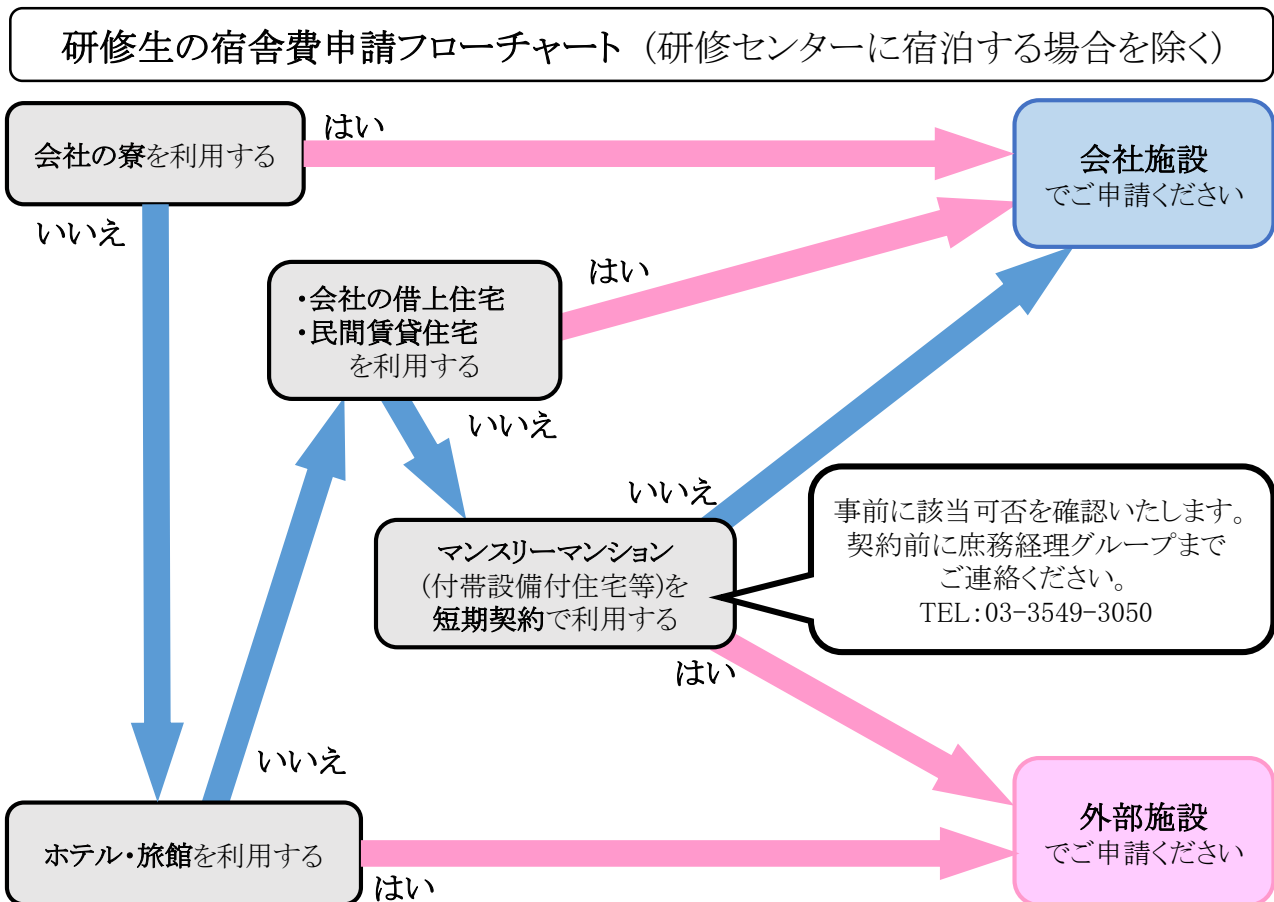 研修生の宿舎費申請フローチャート (研修センターに宿泊する場合を除く)
会社の寮を利用する
はい
会社施設
でご申請ください
いいえ
・会社の借上住宅
・民間賃貸住宅
を利用する
はい
いいえ
マンスリーマンション
(付帯設備付住宅等)を
短期契約で利用する
いいえ
事前に該当可否を確認いたします。
契約前に庶務経理グループまで
ご連絡ください。
TEL:03-3549-3050
はい
いいえ
ホテル・旅館を利用する
はい
外部施設
でご申請ください